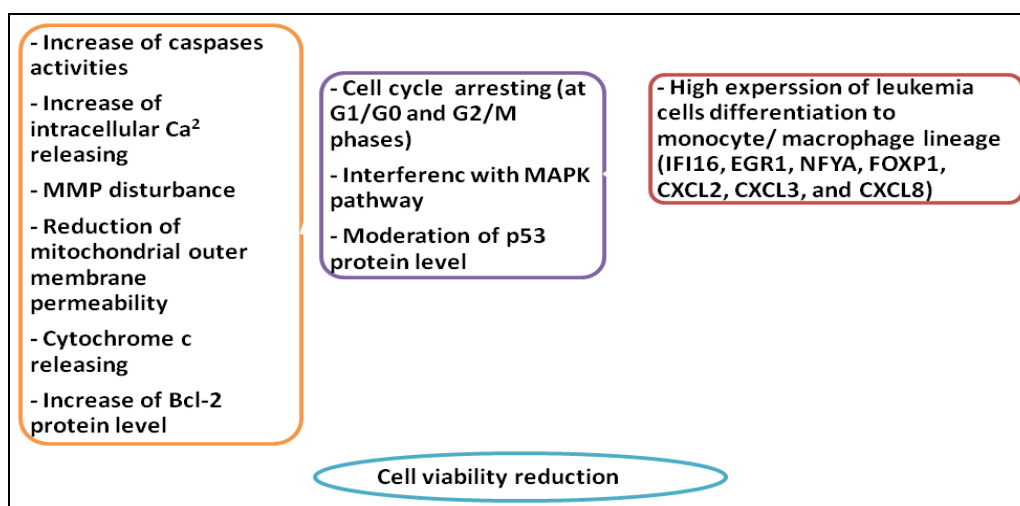 - Increase of caspases
activities
- Increase of
intracellular Ca²
releasing
- MMP disturbance
- Reduction of
mitochondrial outer
membrane
permeability
- Cytochrome c
releasing
- Increase of Bcl-2
protein level
- Cell cycle arresting (at
G1/G0 and G2/M
phases)
- Interferenc with MAPK
pathway
- Moderation of p53
protein level
- High experssion of leukemia
cells differentiation to
monocyte/ macrophage lineage
(IFI16, EGR1, NFYA, FOXP1,
CXCL2, CXCL3, and CXCL8)
Cell viability reduction